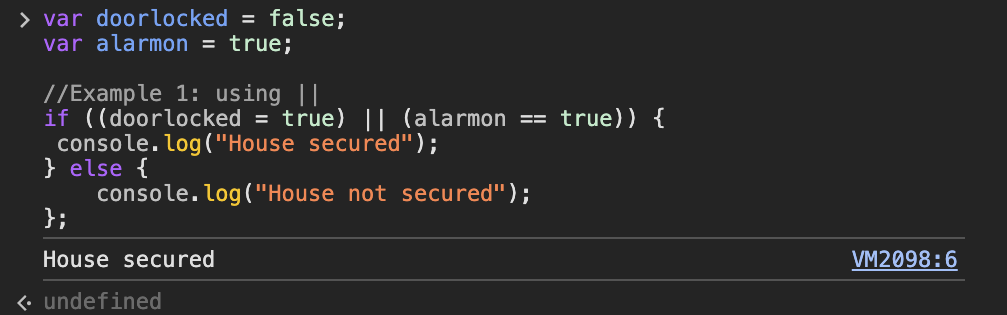 > var doorlocked = false;
var alarmon = true;
//Example 1: using ||
if ((doorlocked = true) || (alarmon == true)) {
console.log("House secured");
} else {
console.log("House not secured");
};
House secured VM2098:6
undefined